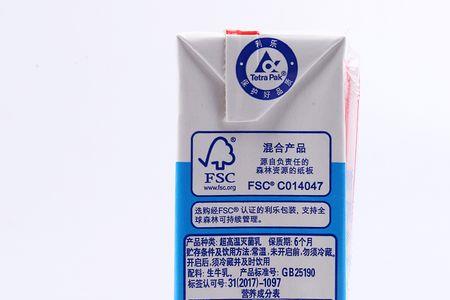 利乐
Tetra Pak®
保护好品质
混合产品
源自负责任的
森林资源的纸板
FSC
www.fsc.org
FSC® C014047
选购经FSC®认证的利乐包装，支持全
球森林可持续管理。
产品种类: 超高温灭菌乳 保质期: 6个月
贮存条件及饮用方法: 常温, 未开启前, 勿须冷藏。
开启后, 须冷藏并及时饮用
配料: 生牛乳。 产品标准号: GB25190
标签认可号: 31(2017)-1097
营养成分表